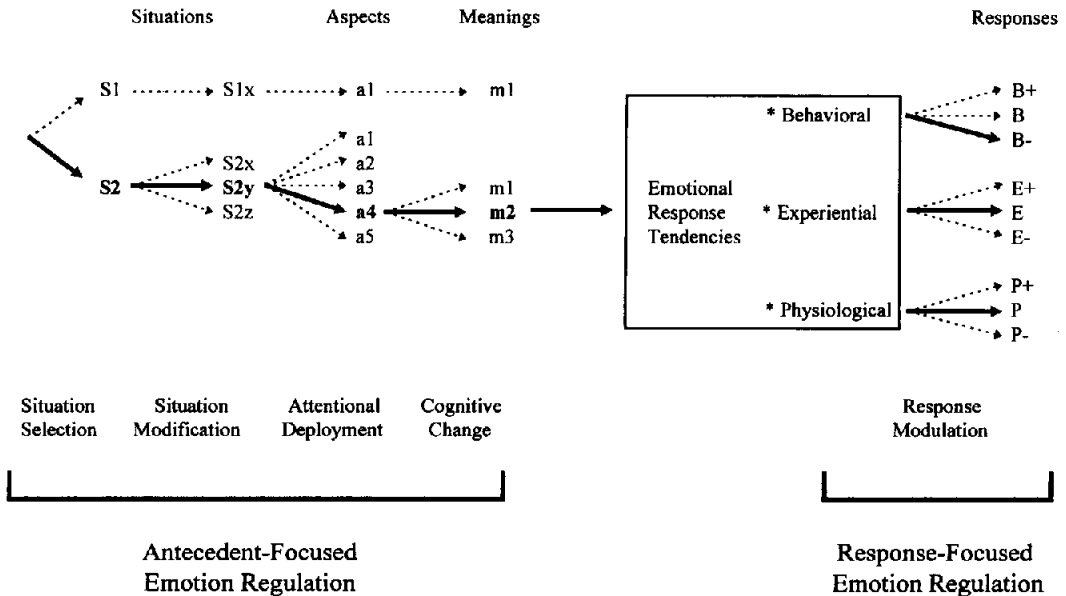 Situations Aspects Meanings Responses
S1 S1x a1 m1 B+
* Behavioral B
a1 B-
S2x a2
S2 S2y a3 m1 E+
Emotional
a4 m2 Response * Experiential E
S2z
a5 m3 Tendencies E-
P+
* Physiological P
P-
Situation Situation Attentional Cognitive Response
Selection Modification Deployment Change Modulation
Antecedent-Focused Response-Focused
Emotion Regulation Emotion Regulation